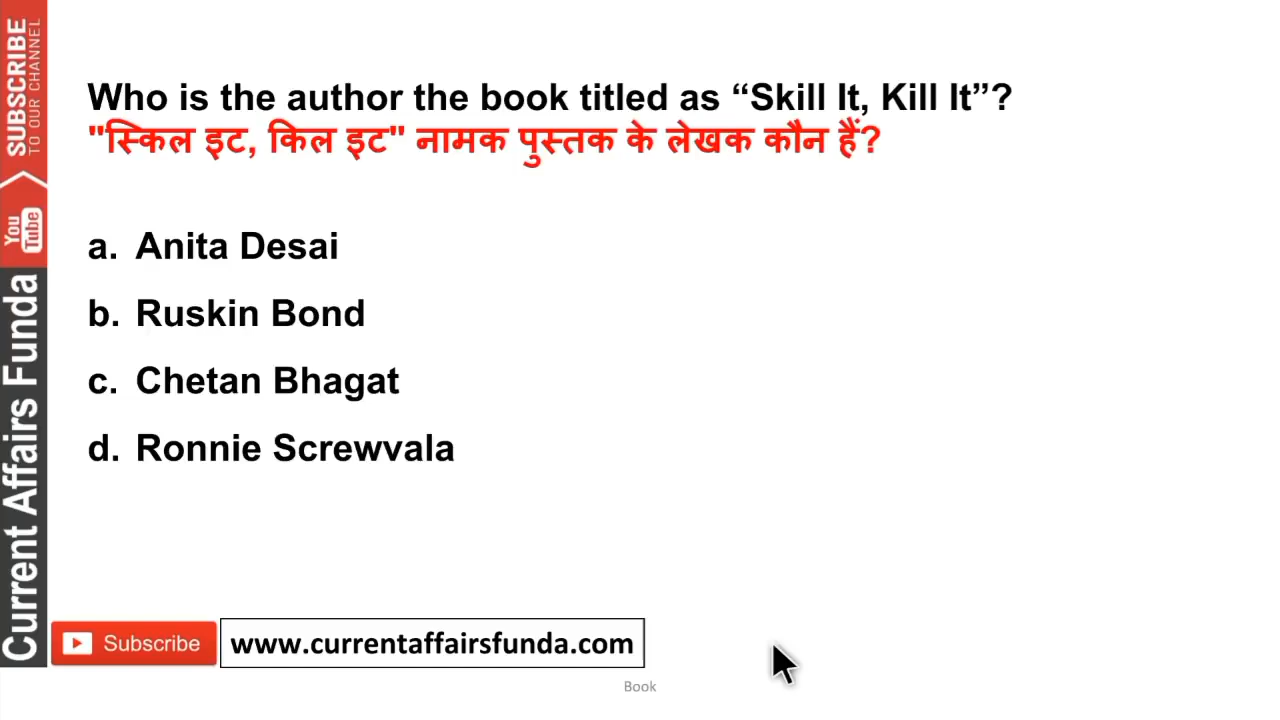 Who is the author the book titled as “Skill It, Kill It”?
"स्किल इट, किल इट" नामक पुस्तक के लेखक कौन हैं?
a. Anita Desai
b. Ruskin Bond
c. Chetan Bhagat
d. Ronnie Screwvala
SUBSCRIBE
TO OUR CHANNEL
You
Tube
Current Affairs Funda
Subscribe
www.currentaffairsfunda.com
Book